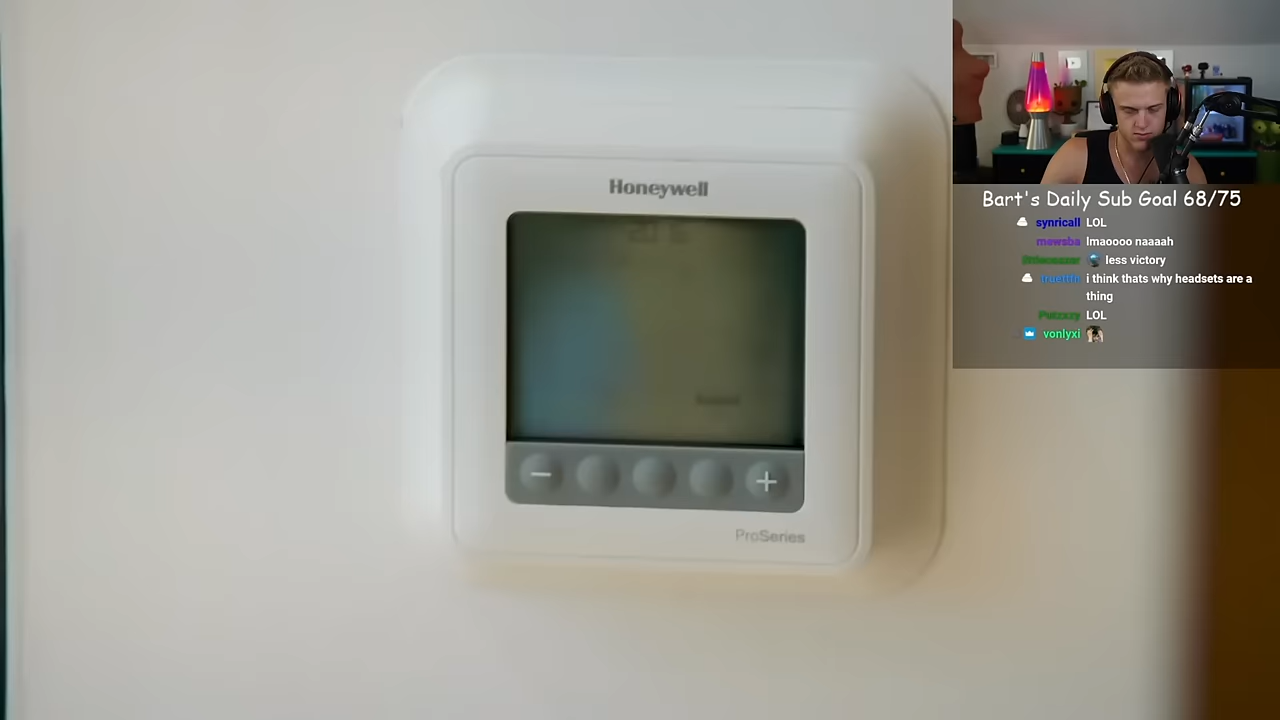 Honeywell
ProSeries
Bart's Daily Sub Goal 68/75
synricall LOL
mewsba lmaoooo naaaah
less victory
i think thats why headsets are a
thing
LOL
vonlyxi